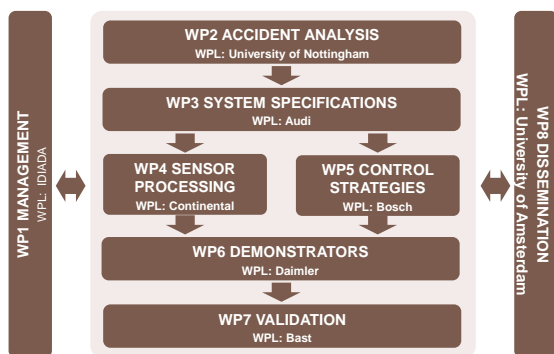 WP1 MANAGEMENT
WPL: IDIADA
WP2 ACCIDENT ANALYSIS
WPL: University of Nottingham
WP3 SYSTEM SPECIFICATIONS
WPL: Audi
WP4 SENSOR
PROCESSING
WPL: Continental
WP5 CONTROL
STRATEGIES
WPL: Bosch
WP6 DEMONSTRATORS
WPL: Daimler
WP7 VALIDATION
WPL: Bast
WP8 DISSEMINATION
WPL: University of Amsterdam